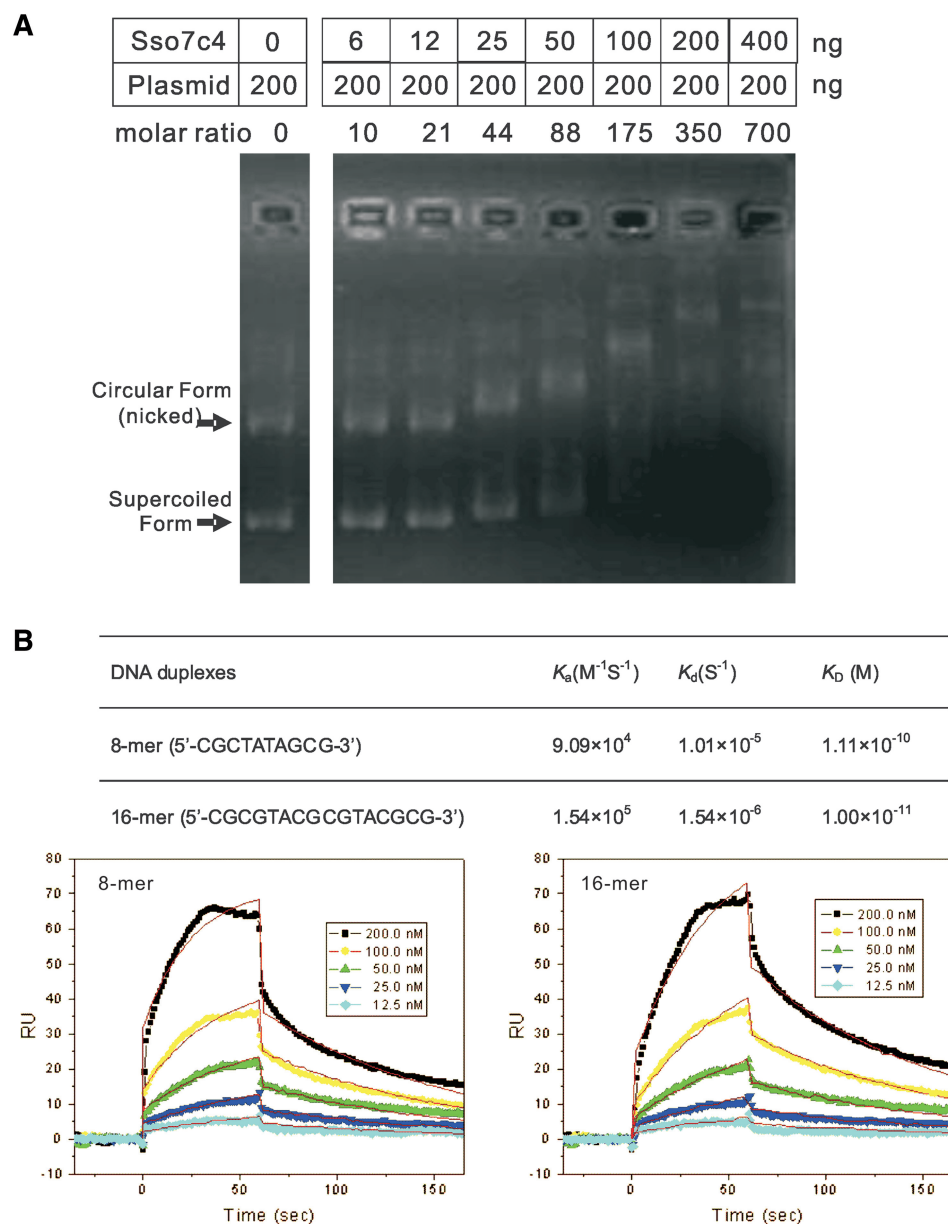 A
Sso7c4 0 6 12 25 50 100 200 400 ng
Plasmid 200 200 200 200 200 200 200 200 ng
molar ratio 0 10 21 44 88 175 350 700
Circular Form
(nicked)
Supercoiled
Form
B
DNA duplexes Ka(M⁻¹S⁻¹) Kd(S⁻¹) KD (M)
8-mer (5’-CGCTATAGCG-3’) 9.09×10⁴ 1.01×10⁻⁵ 1.11×10⁻¹⁰
16-mer (5’-CGCGTACGCGTACGCG-3’) 1.54×10⁵ 1.54×10⁻⁶ 1.00×10⁻¹¹
8-mer
80
70
60
50
40
30
20
10
0
-10
RU
200.0 nM
100.0 nM
50.0 nM
25.0 nM
12.5 nM
0 50 100 150
Time (sec)
16-mer
80
70
60
50
40
30
20
10
0
-10
RU
200.0 nM
100.0 nM
50.0 nM
25.0 nM
12.5 nM
0 50 100 150
Time (sec)